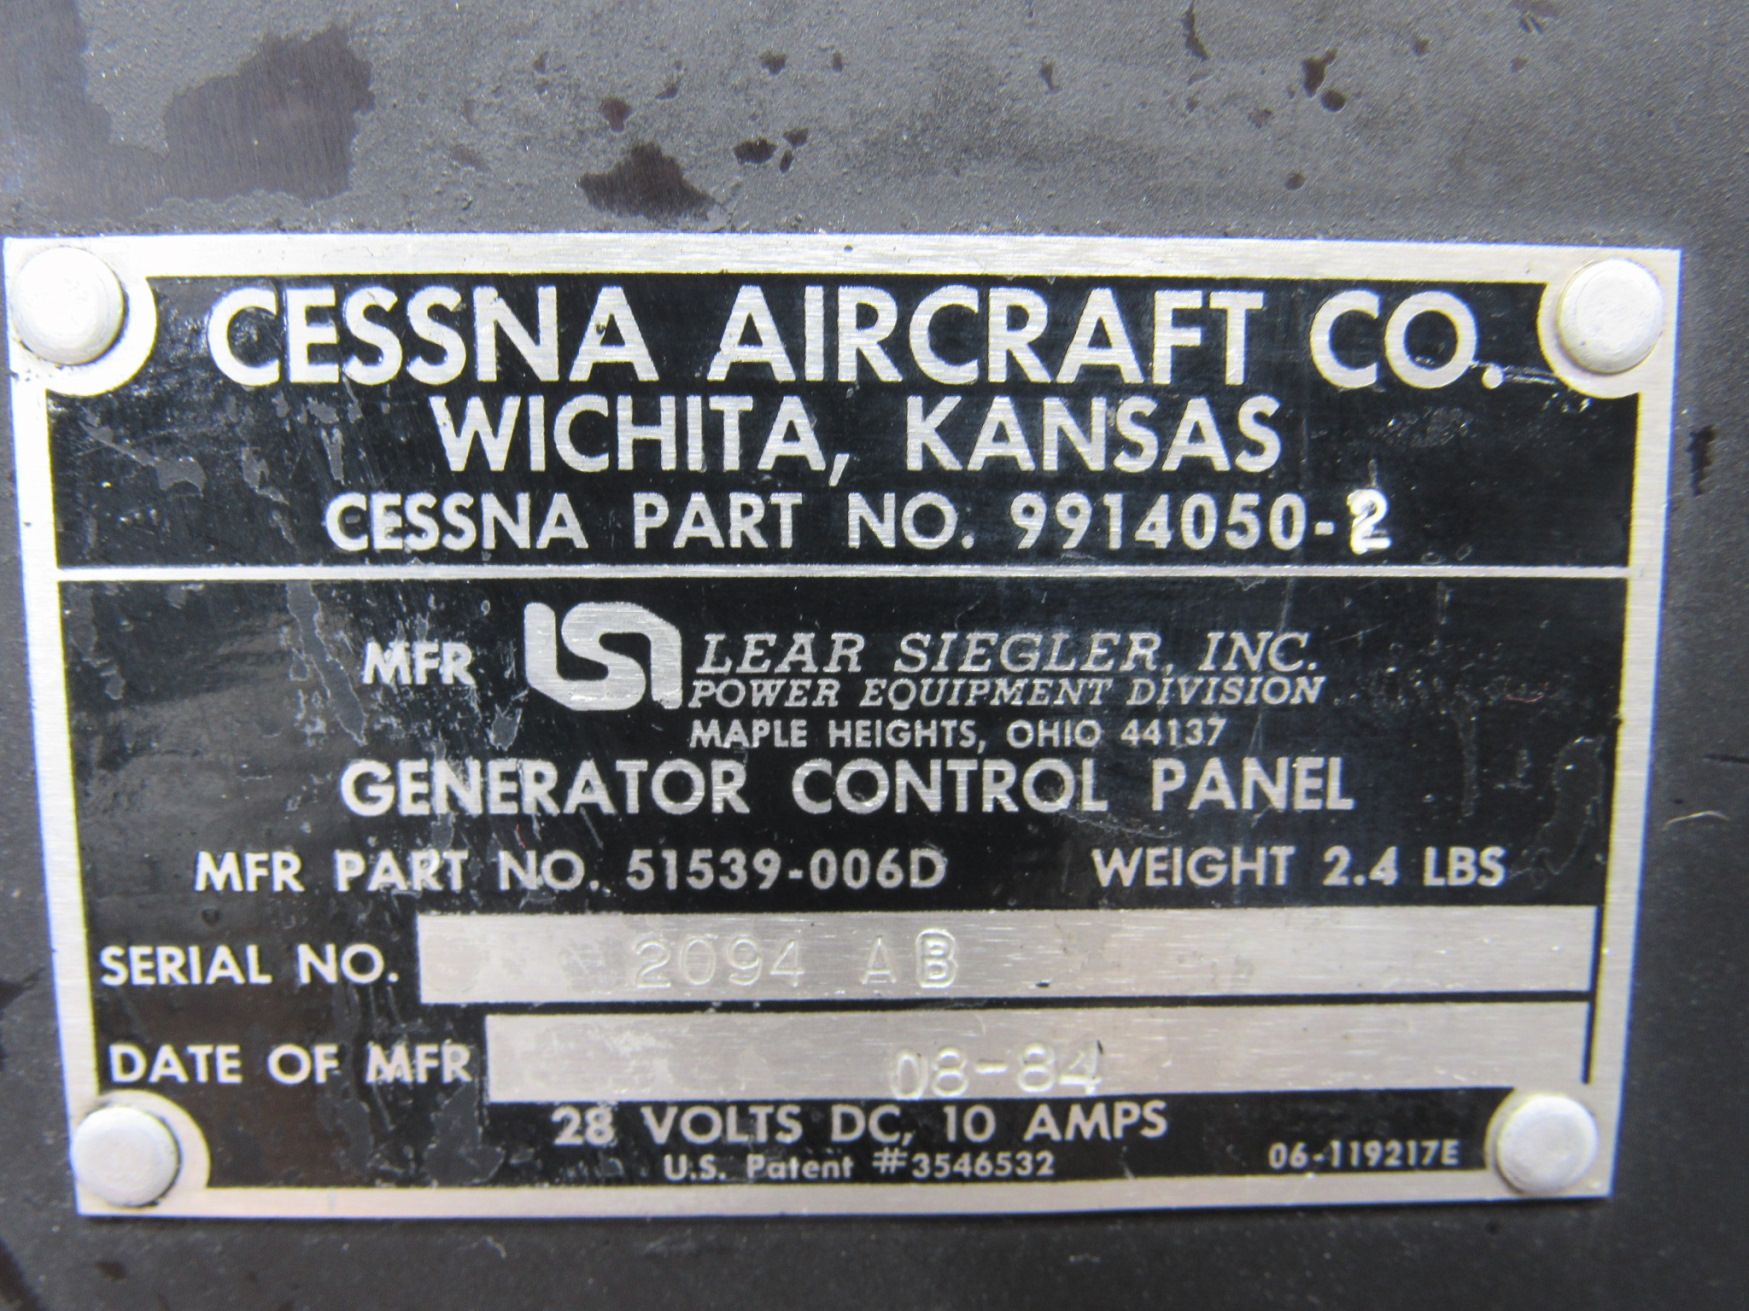 CESSNA AIRCRAFT CO.
WICHITA, KANSAS
CESSNA PART NO. 9914050-2
MFR LSI LEAR SIEGLER, INC.
POWER EQUIPMENT DIVISION
MAPLE HEIGHTS, OHIO 44137
GENERATOR CONTROL PANEL
MFR PART NO. 51539-006D WEIGHT 2.4 LBS
SERIAL NO. 2094 AB
DATE OF MFR 08-84
28 VOLTS DC, 10 AMPS
U.S. Patent #3546532 06-119217E